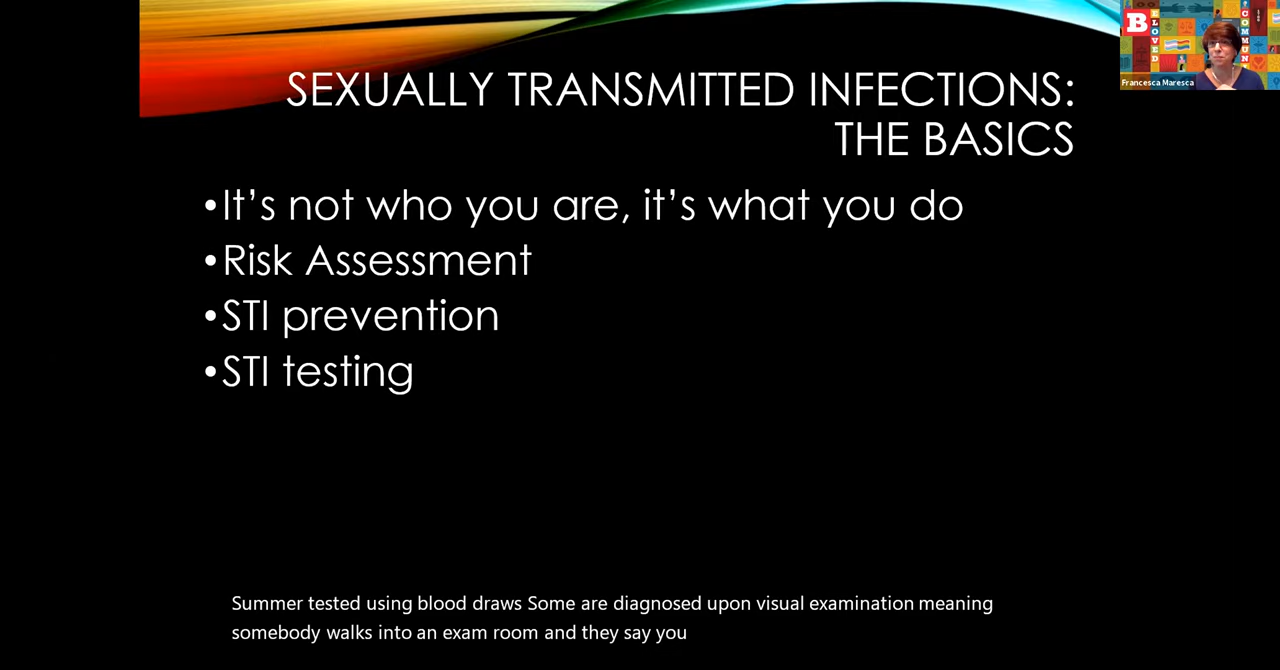 SEXUALLY TRANSMITTED INFECTIONS:
THE BASICS
•It’s not who you are, it’s what you do
•Risk Assessment
•STI prevention
•STI testing
Summer tested using blood draws Some are diagnosed upon visual examination meaning
somebody walks into an exam room and they say you
B
BELOVED
COMMUN
Francesca Maresca